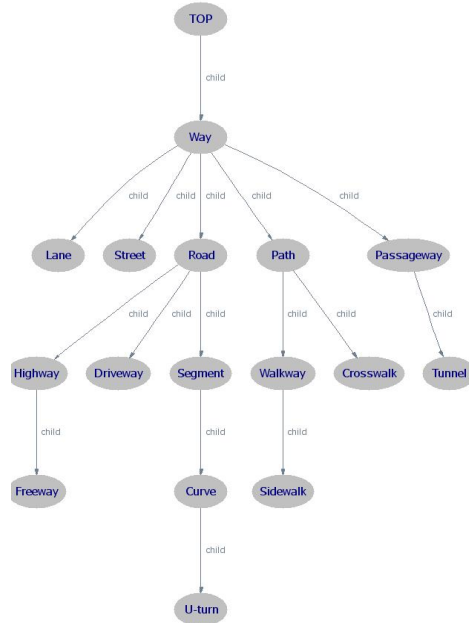 TOP
child
Way
child child child child child
Lane Street Road Path Passageway
child child child child child child
Highway Driveway Segment Walkway Crosswalk Tunnel
child child child
Freeway Curve Sidewalk
child
U-turn